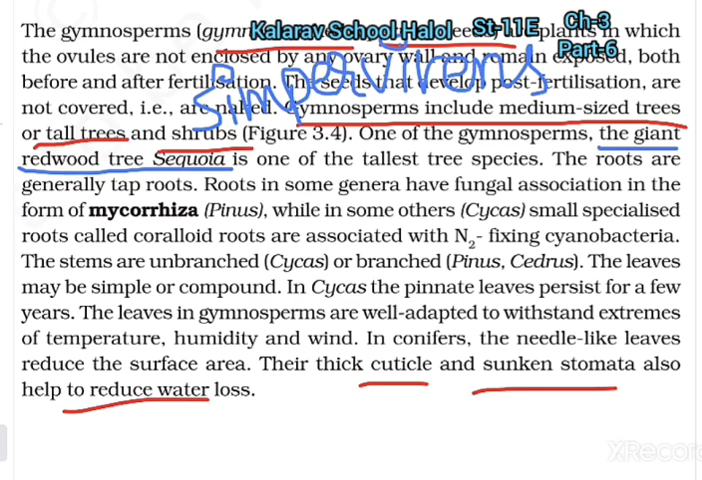 Kalarav School Halol St-11E Ch-3
Part-6
The gymnosperms (gymn plants in which
the ovules are not enclosed by any ovary wall and remain exposed, both
before and after fertilisation. The seeds that develop post-fertilisation, are
not covered, i.e., are naked. Gymnosperms include medium-sized trees
or tall trees and shrubs (Figure 3.4). One of the gymnosperms, the giant
redwood tree Sequoia is one of the tallest tree species. The roots are
generally tap roots. Roots in some genera have fungal association in the
form of mycorrhiza (Pinus), while in some others (Cycas) small specialised
roots called coralloid roots are associated with N₂- fixing cyanobacteria.
The stems are unbranched (Cycas) or branched (Pinus, Cedrus). The leaves
may be simple or compound. In Cycas the pinnate leaves persist for a few
years. The leaves in gymnosperms are well-adapted to withstand extremes
of temperature, humidity and wind. In conifers, the needle-like leaves
reduce the surface area. Their thick cuticle and sunken stomata also
help to reduce water loss.
Simpervirens
XRecor